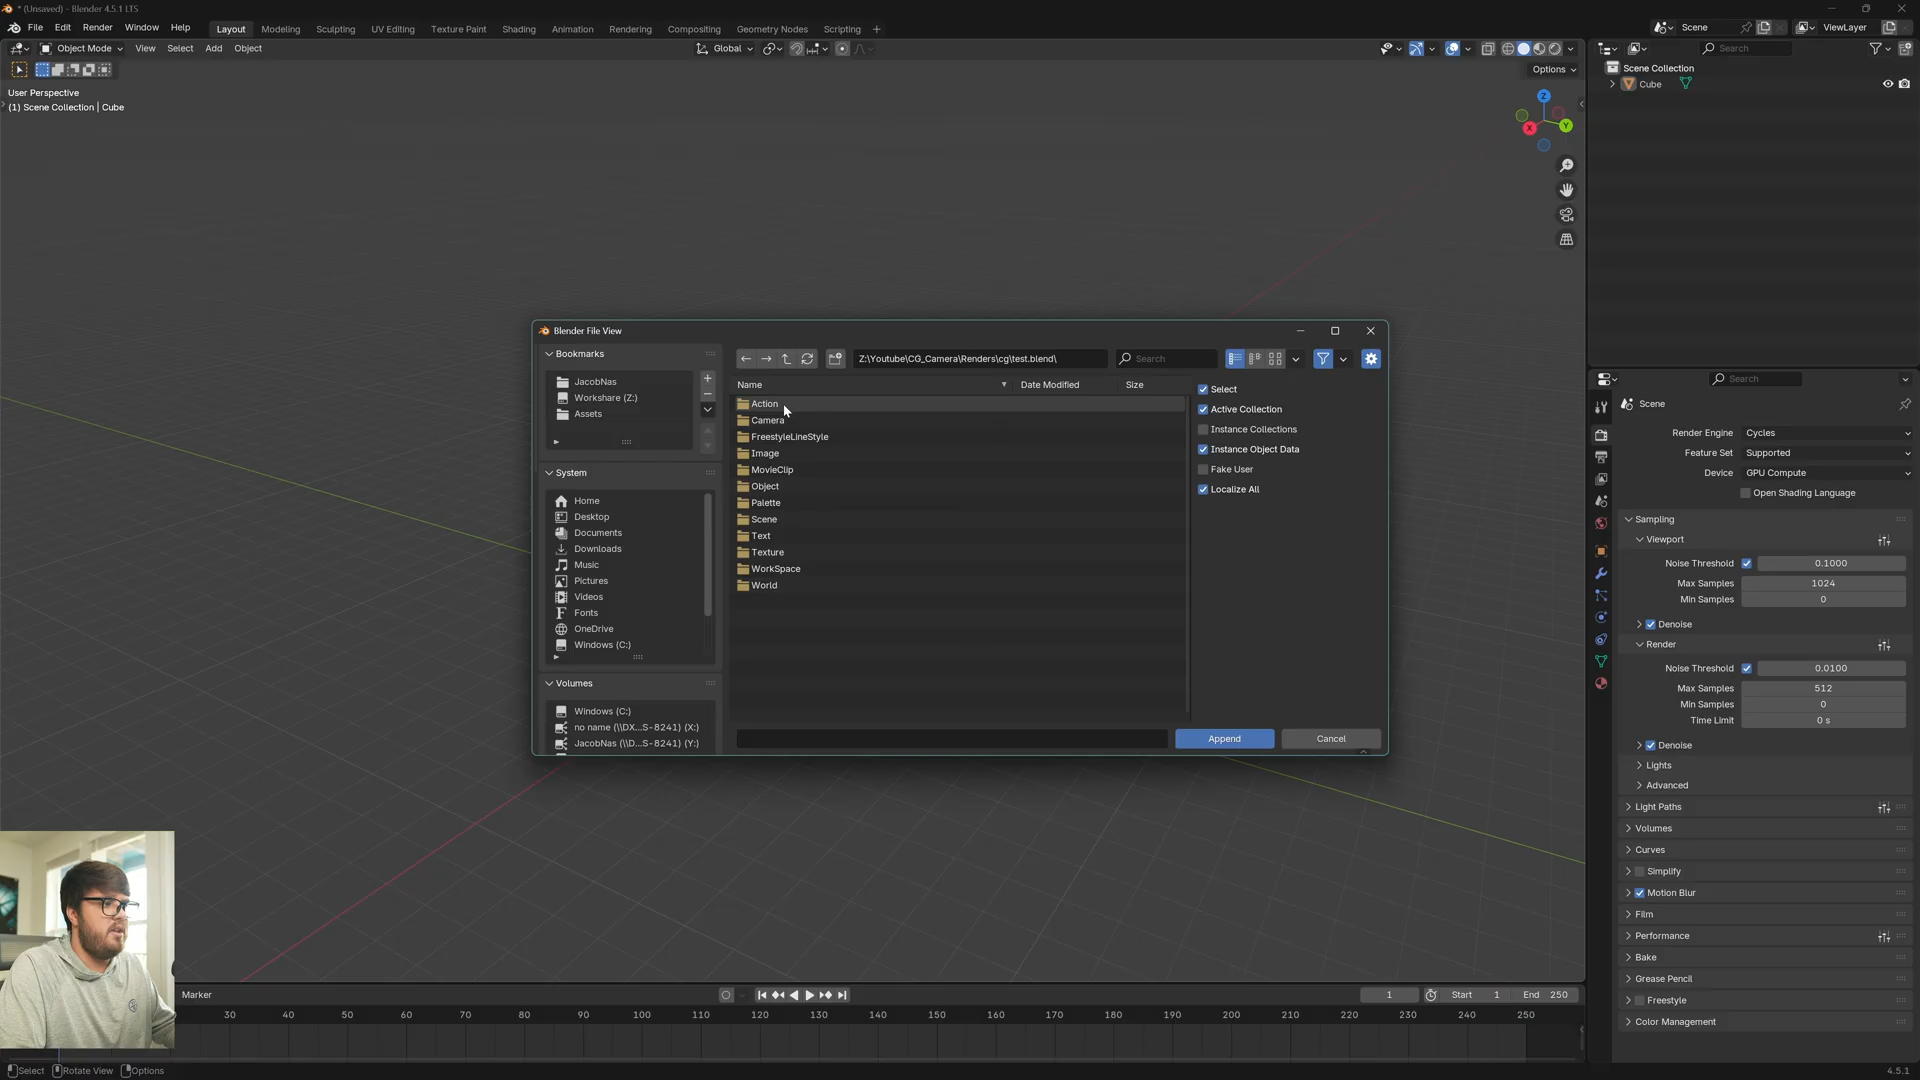 * (Unsaved) - Blender 4.5.1 LTS
File Edit Render Window Help Layout Modeling Sculpting UV Editing Texture Paint Shading Animation Rendering Compositing Geometry Nodes Scripting + Scene ViewLayer
Object Mode View Select Add Object Global Search
Options
User Perspective
(1) Scene Collection | Cube
Scene Collection
Cube
Z
Y
X
Blender File View
Bookmarks
JacobNas
Workshare (Z:)
Assets
System
Home
Desktop
Documents
Downloads
Music
Pictures
Videos
Fonts
OneDrive
Windows (C:)
Volumes
Windows (C:)
no name (\\DX...S-8241) (X:)
JacobNas (\\D...S-8241) (Y:)
Z:\Youtube\CG_Camera\Renders\cg\test.blend\ Search
Name Date Modified Size
Action
Camera
FreestyleLineStyle
Image
MovieClip
Object
Palette
Scene
Text
Texture
WorkSpace
World
Select
Active Collection
Instance Collections
Instance Object Data
Fake User
Localize All
Append Cancel
Search
Scene
Render Engine Cycles
Feature Set Supported
Device GPU Compute
Open Shading Language
Sampling
Viewport
Noise Threshold 0.1000
Max Samples 1024
Min Samples 0
Denoise
Render
Noise Threshold 0.0100
Max Samples 512
Min Samples 0
Time Limit 0 s
Denoise
Lights
Advanced
Light Paths
Volumes
Curves
Simplify
Motion Blur
Film
Performance
Bake
Grease Pencil
Freestyle
Color Management
Marker 1 Start 1 End 250
30 40 50 60 70 80 90 100 110 120 130 140 150 160 170 180 190 200 210 220 230 240 250
Select Rotate View Options 4.5.1